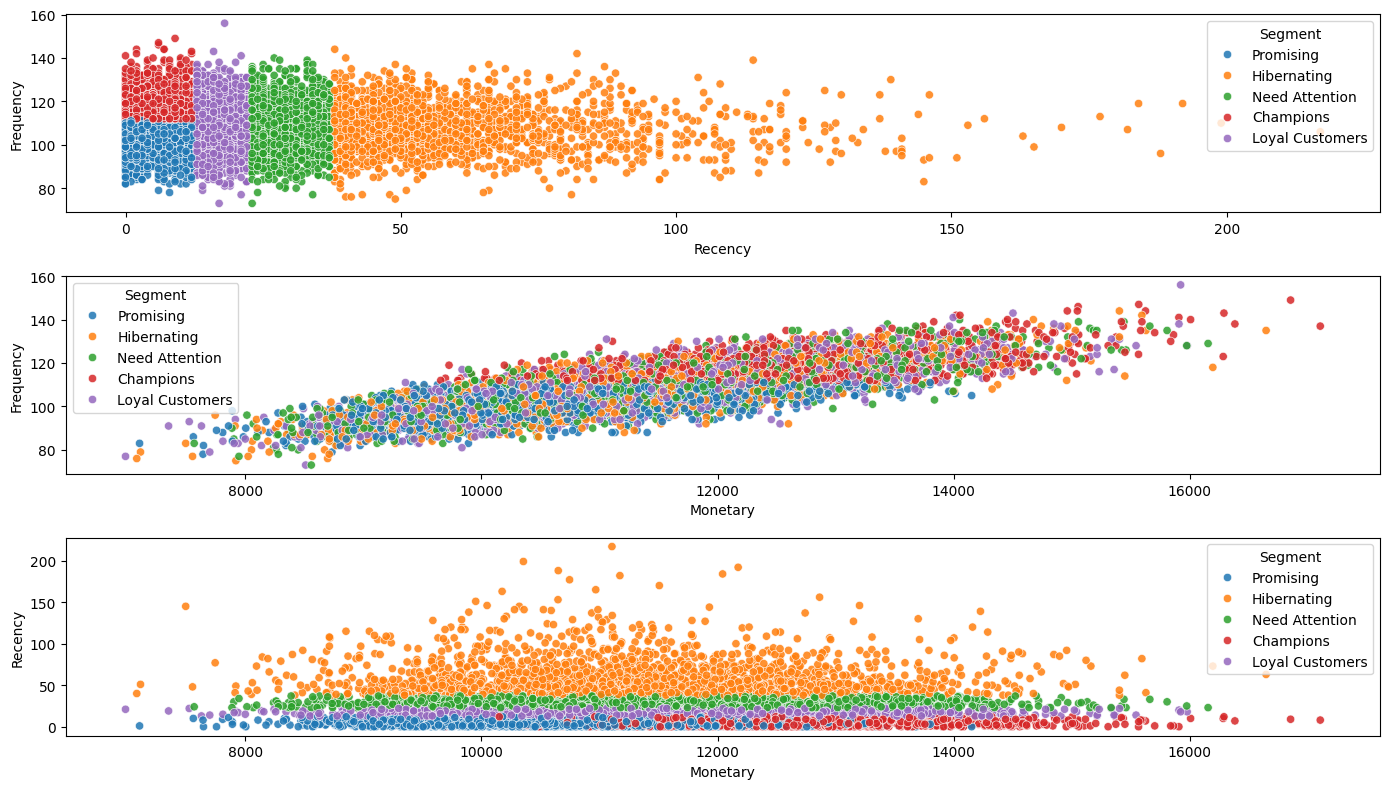 160
140
120
100
80
Frequency
0
50
100
150
200
Recency
Segment
Promising
Hibernating
Need Attention
Champions
Loyal Customers
160
140
120
100
80
Frequency
8000
10000
12000
14000
16000
Monetary
Segment
Promising
Hibernating
Need Attention
Champions
Loyal Customers
200
150
100
50
0
Recency
8000
10000
12000
14000
16000
Monetary
Segment
Promising
Hibernating
Need Attention
Champions
Loyal Customers